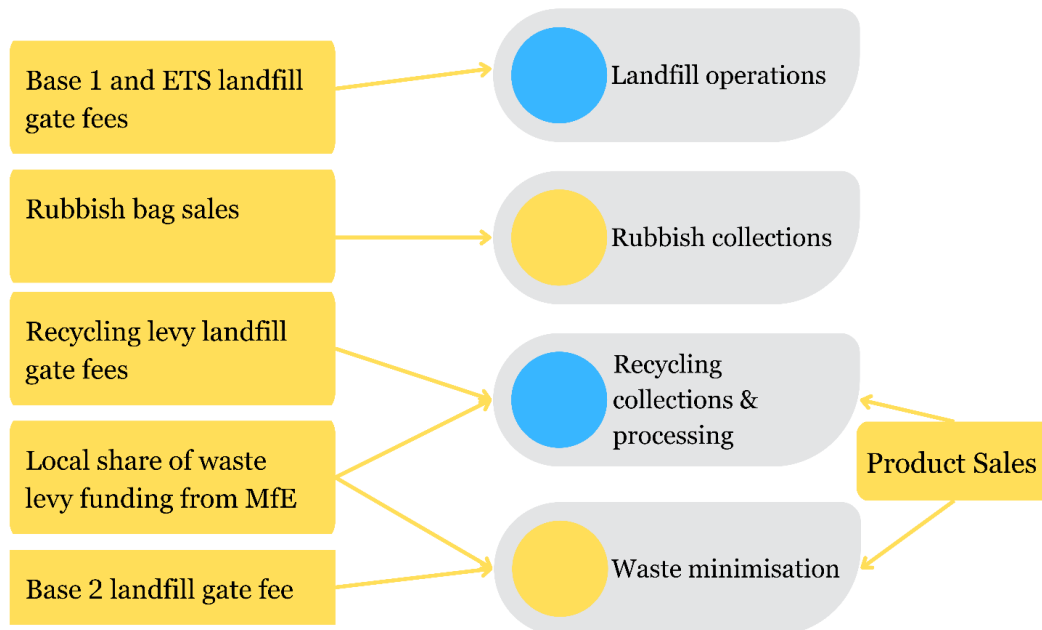 Base 1 and ETS landfill
gate fees
Landfill operations
Rubbish bag sales
Rubbish collections
Recycling levy landfill
gate fees
Recycling
collections &
processing
Local share of waste
levy funding from MfE
Product Sales
Base 2 landfill gate fee
Waste minimisation